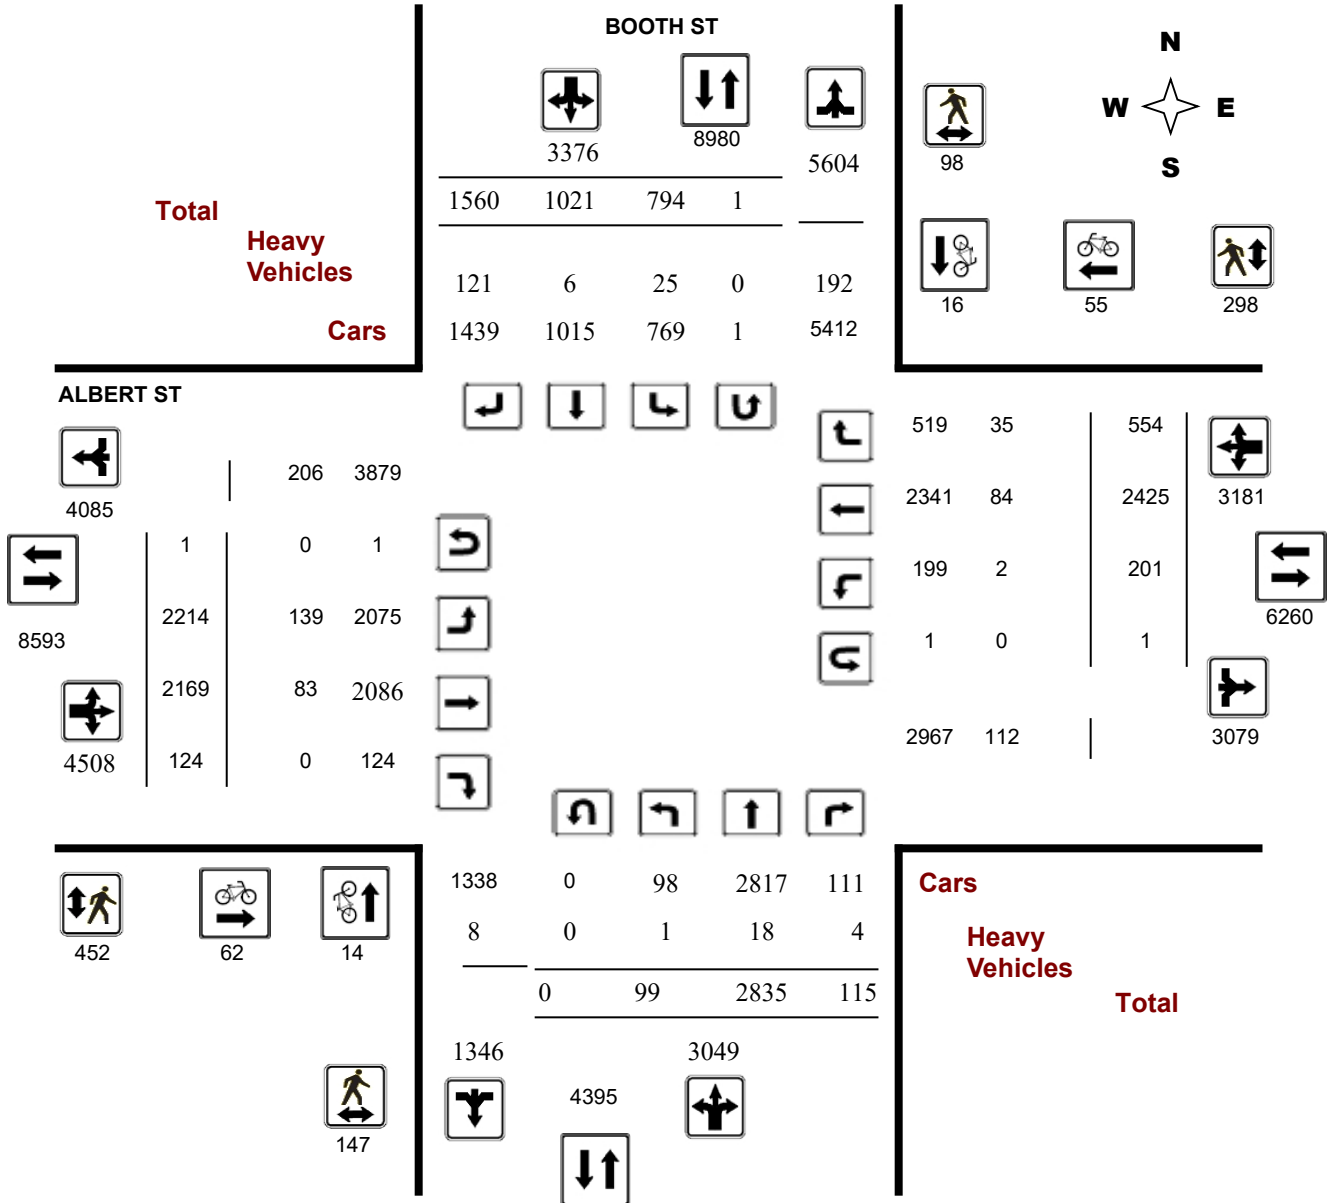 BOOTH ST
N
W E
S
3376 8980 5604 98
1560 1021 794 1
Total
Heavy
Vehicles
121 6 25 0 192
16 55 298
Cars 1439 1015 769 1 5412
ALBERT ST
519 35 554
206 3879
4085
2341 84 2425 3181
1 0 1
199 2 201
6260
2214 139 2075
8593
1 0 1
2169 83 2086
2967 112 3079
4508 124 0 124
1338 0 98 2817 111 Cars
8 0 1 18 4 Heavy
Vehicles
452 62 14
0 99 2835 115 Total
1346 3049
4395
147